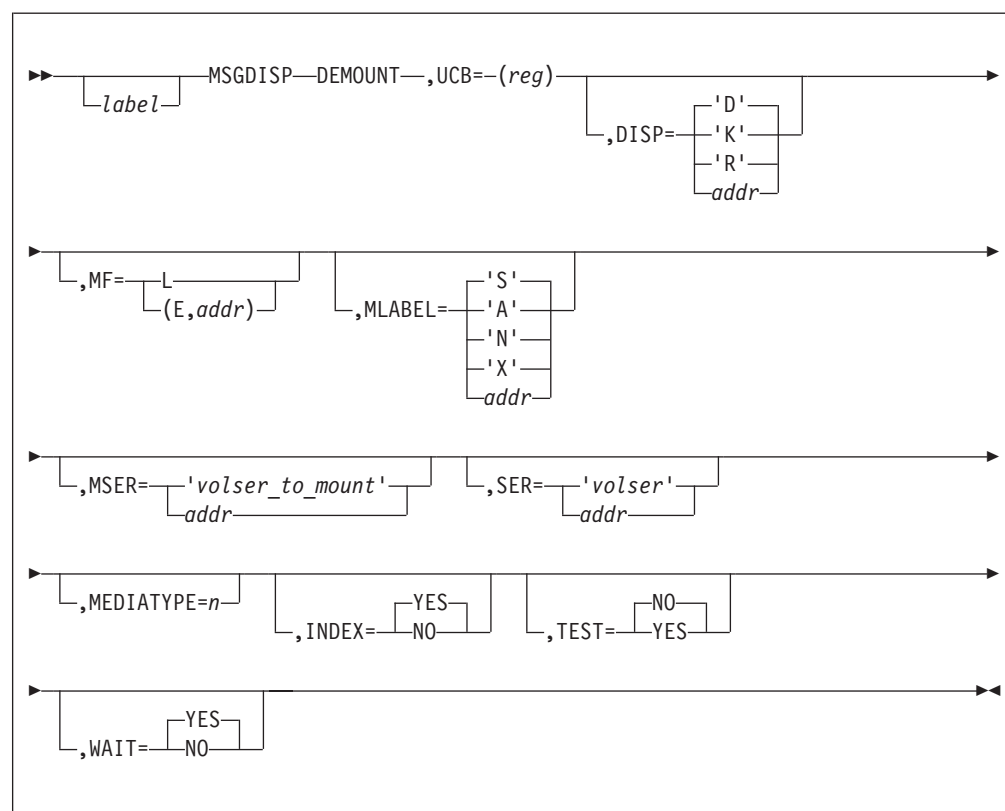 MSGDISP DEMOUNT ,UCB= (reg)
label
'D'
,DISP= 'K'
'R'
addr
,MF= L
(E,addr)
'S'
,MLABEL= 'A'
'N'
'X'
addr
,MSER= 'volser_to_mount'
addr
,SER= 'volser'
addr
,MEDIATYPE=n
YES
,INDEX= NO
NO
,TEST= YES
YES
,WAIT= NO